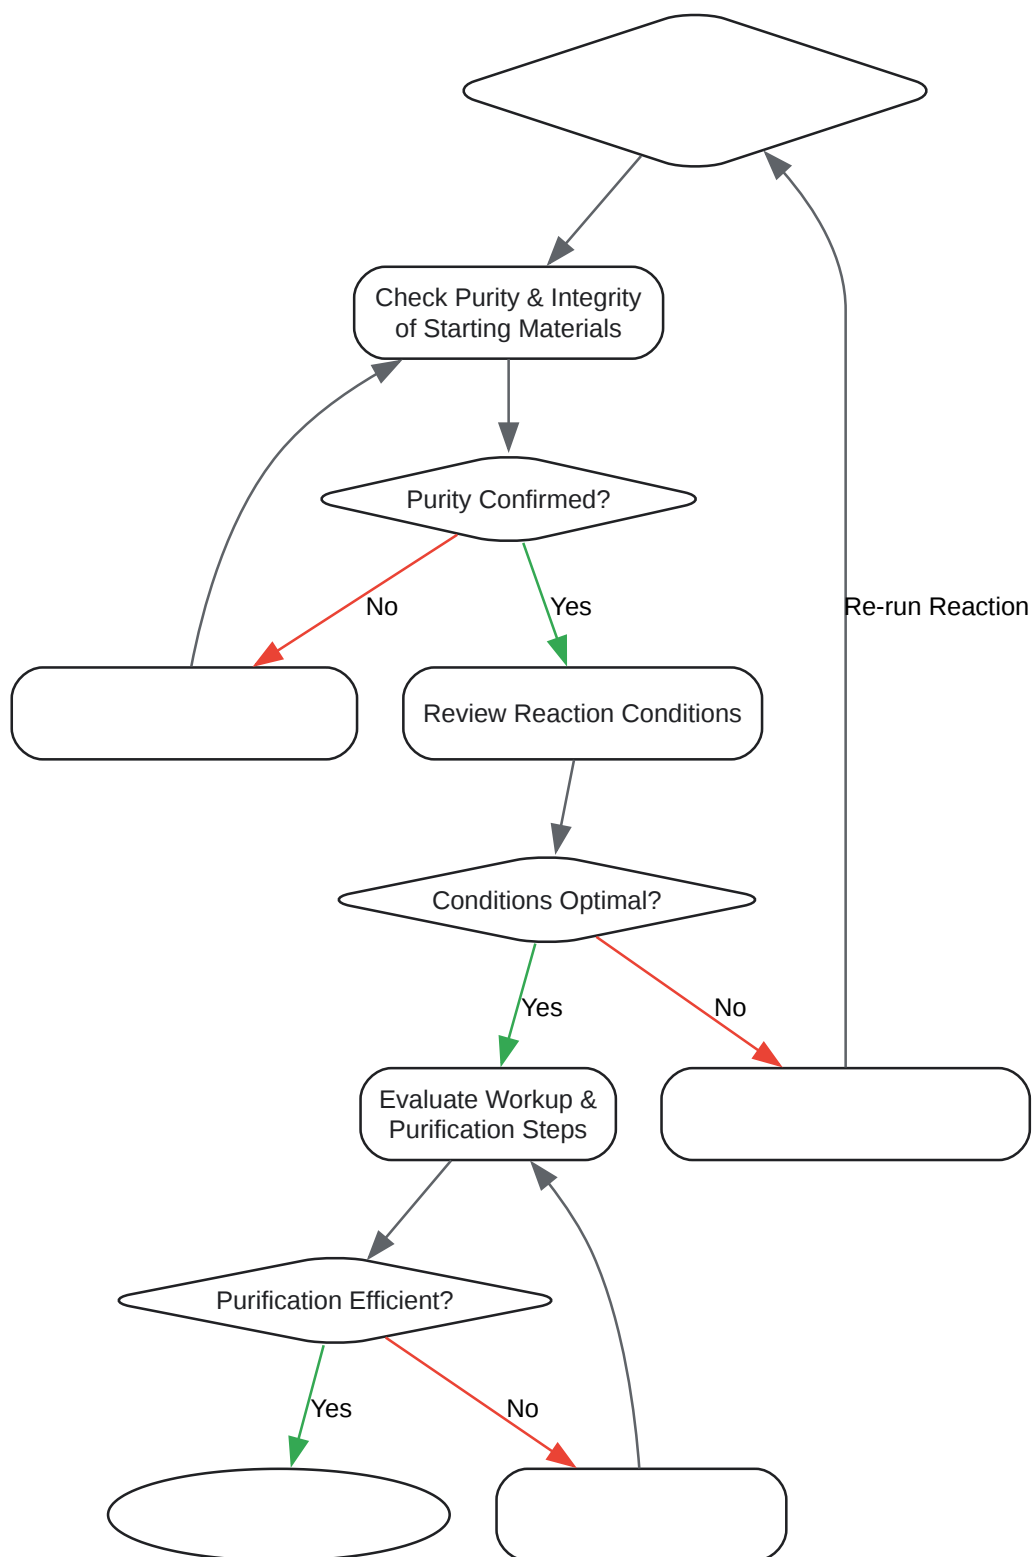 Check Purity & Integrity
of Starting Materials
Purity Confirmed?
No
Yes
Re-run Reaction
Review Reaction Conditions
Conditions Optimal?
Yes
No
Evaluate Workup &
Purification Steps
Purification Efficient?
Yes
No